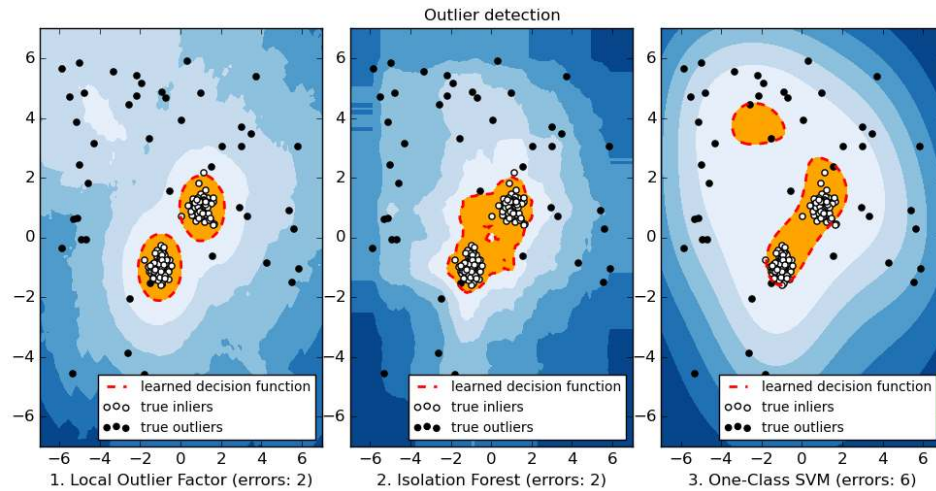 Outlier detection
6
4
2
0
−2
−4
−6
−6 −4 −2 0 2 4 6
learned decision function
true inliers
true outliers
1. Local Outlier Factor (errors: 2)
6
4
2
0
−2
−4
−6
−6 −4 −2 0 2 4 6
learned decision function
true inliers
true outliers
2. Isolation Forest (errors: 2)
6
4
2
0
−2
−4
−6
−6 −4 −2 0 2 4 6
learned decision function
true inliers
true outliers
3. One-Class SVM (errors: 6)